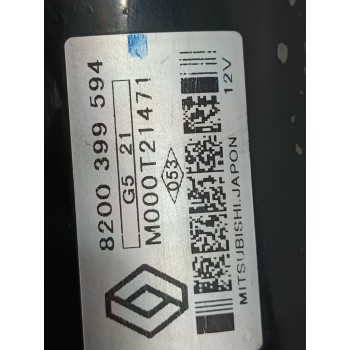 8200 399 594
G5 21
M000T21471
053
12V
MITSUBISHI.JAPON